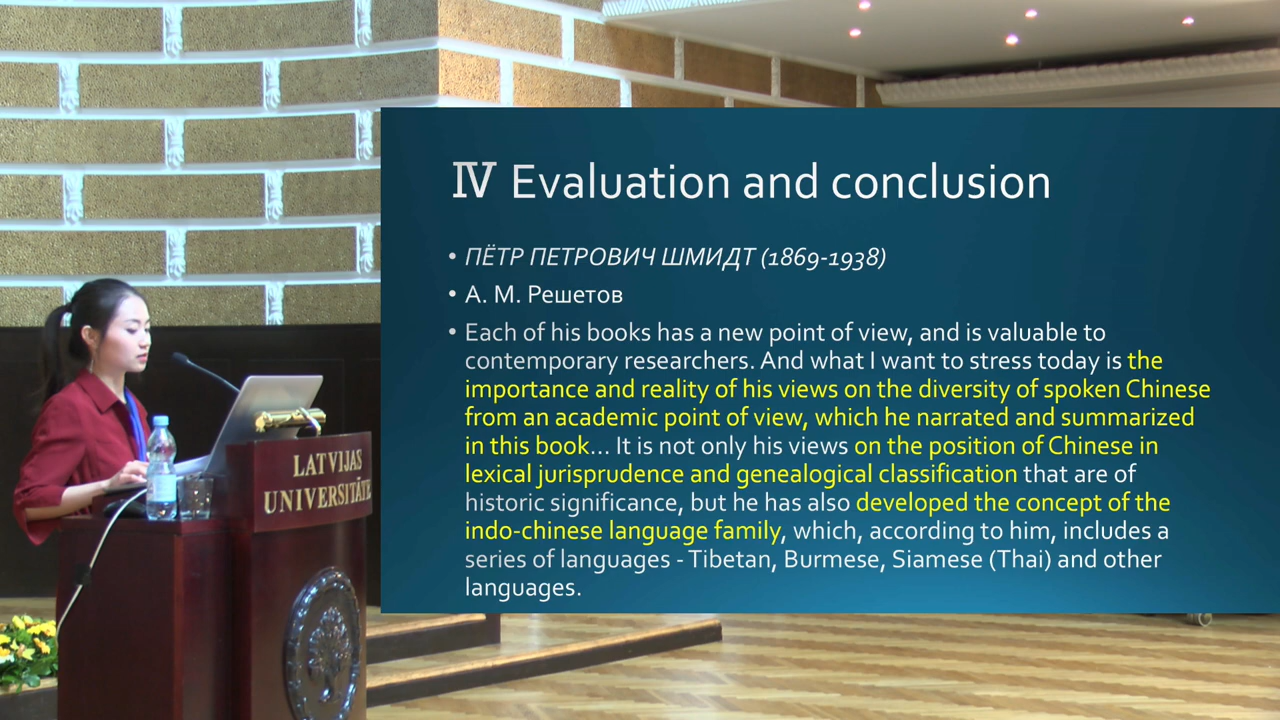 Ⅳ Evaluation and conclusion
• ПЁТР ПЕТРОВИЧ ШМИДТ (1869-1938)
• А. М. Решетов
• Each of his books has a new point of view, and is valuable to
contemporary researchers. And what I want to stress today is the
importance and reality of his views on the diversity of spoken Chinese
from an academic point of view, which he narrated and summarized
in this book... It is not only his views on the position of Chinese in
lexical jurisprudence and genealogical classification that are of
historic significance, but he has also developed the concept of the
indo-chinese language family, which, according to him, includes a
series of languages - Tibetan, Burmese, Siamese (Thai) and other
languages.
LATVIJAS
UNIVERSITĀTE